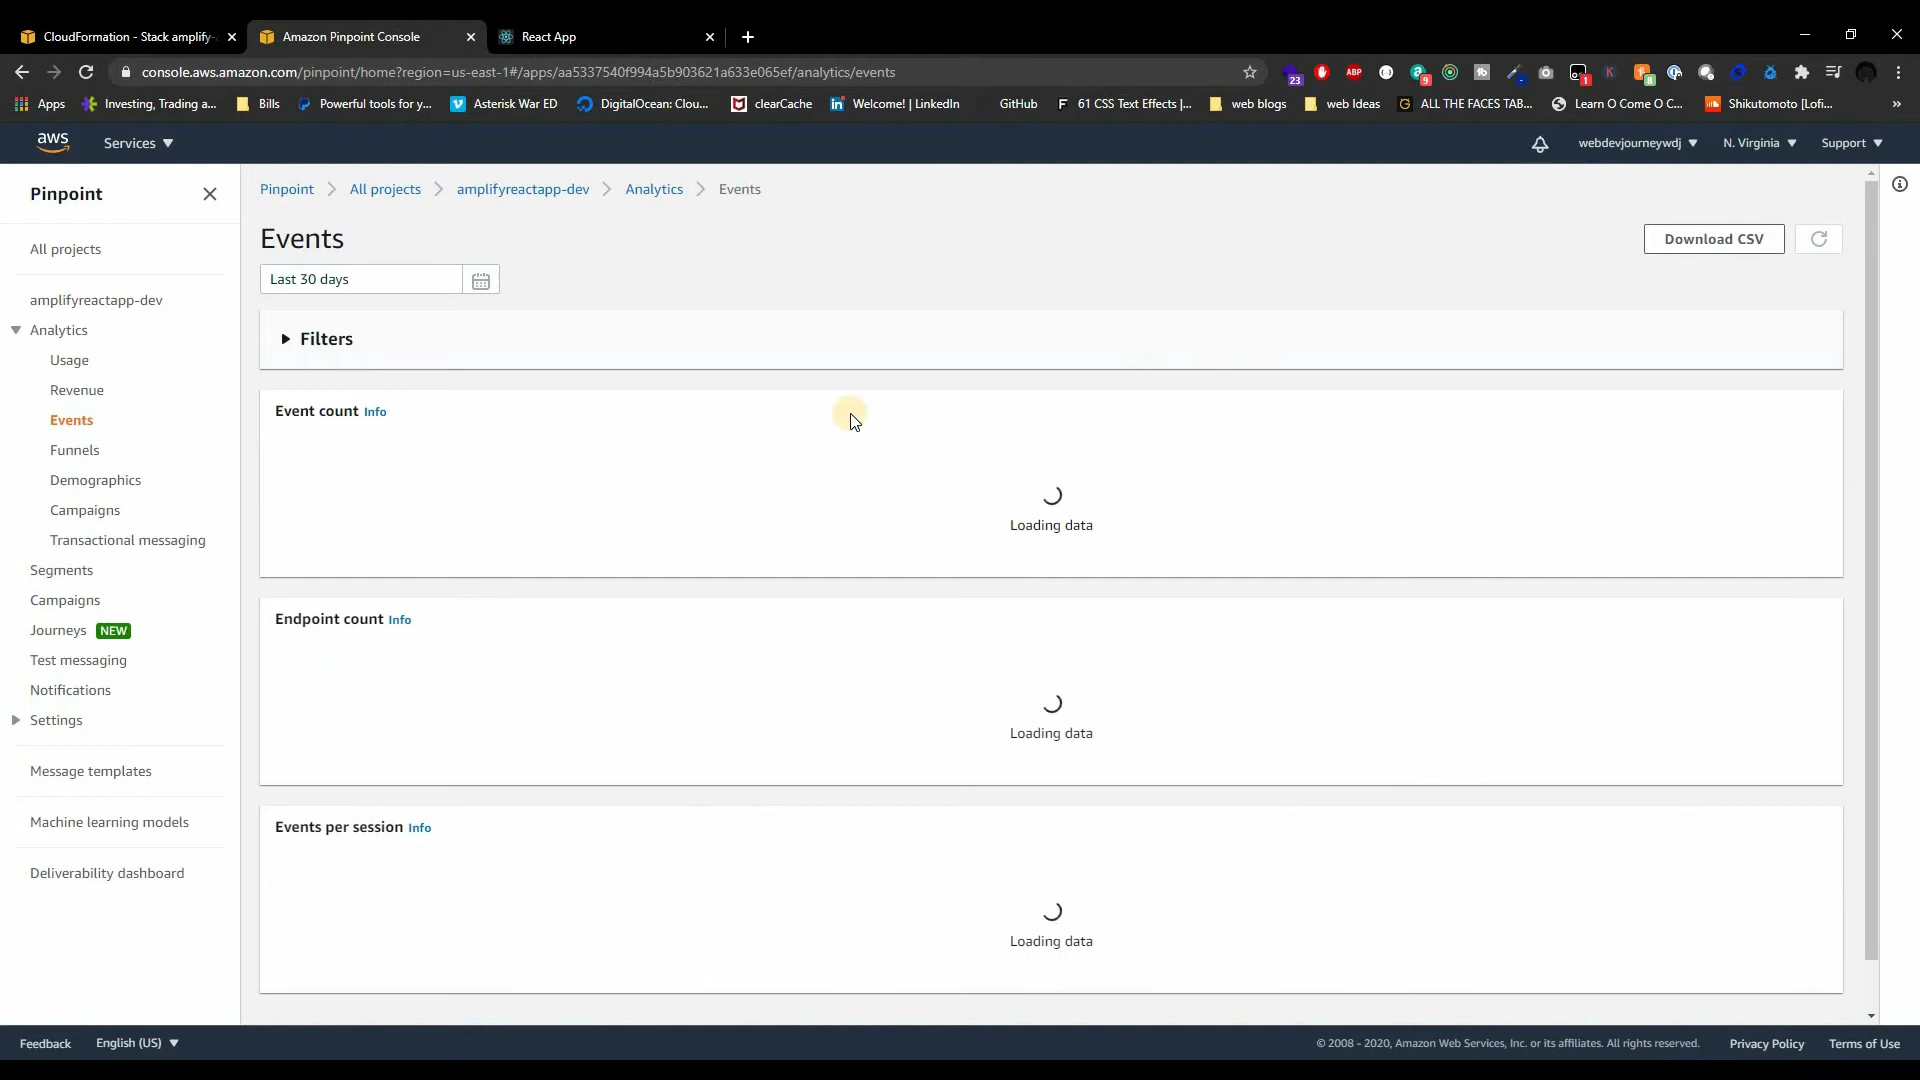 CloudFormation - Stack amplify-
Amazon Pinpoint Console
React App
console.aws.amazon.com/pinpoint/home?region=us-east-1#/apps/aa5337540f994a5b903621a633e065ef/analytics/events
23
ABP
9
1
8
Apps
Investing, Trading a...
Bills
Powerful tools for y...
Asterisk War ED
DigitalOcean: Clou...
clearCache
Welcome! | LinkedIn
GitHub
61 CSS Text Effects |...
web blogs
web Ideas
ALL THE FACES TAB...
Learn O Come O C...
Shikutomoto [Lofi...
»
aws
Services
webdevjourneywdj
N. Virginia
Support
Pinpoint
All projects
amplifyreactapp-dev
Analytics
Usage
Revenue
Events
Funnels
Demographics
Campaigns
Transactional messaging
Segments
Campaigns
Journeys NEW
Test messaging
Notifications
Settings
Message templates
Machine learning models
Deliverability dashboard
Pinpoint
All projects
amplifyreactapp-dev
Analytics
Events
Events
Download CSV
Last 30 days
Filters
Event count Info
Loading data
Endpoint count Info
Loading data
Events per session Info
Loading data
Feedback
English (US)
© 2008 - 2020, Amazon Web Services, Inc. or its affiliates. All rights reserved.
Privacy Policy
Terms of Use